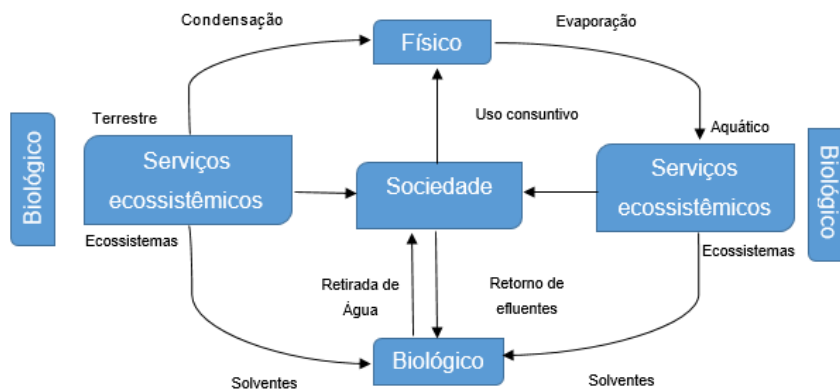 Condensação
Evaporação
Físico
Terrestre
Uso consuntivo
Aquático
Biológico
Serviços
ecossistêmicos
Sociedade
Serviços
ecossistêmicos
Biológico
Ecossistemas
Ecossistemas
Retirada de
Água
Retorno de
efluentes
Biológico
Solventes
Solventes